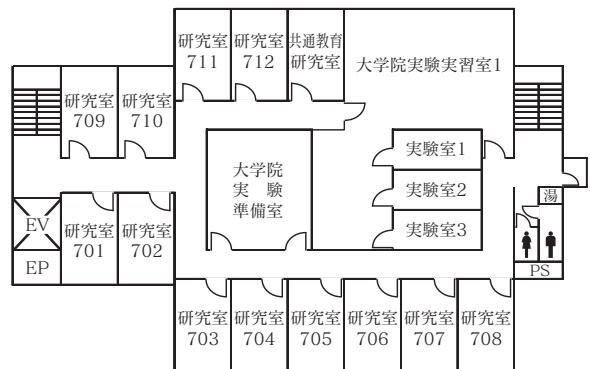 研究室
711
研究室
712
共通教育
研究室
大学院実験実習室1
研究室
709
研究室
710
実験室1
大学院
実　験
準備室
実験室2
湯
EV
研究室
701
研究室
702
実験室3
EP
PS
研究室
703
研究室
704
研究室
705
研究室
706
研究室
707
研究室
708